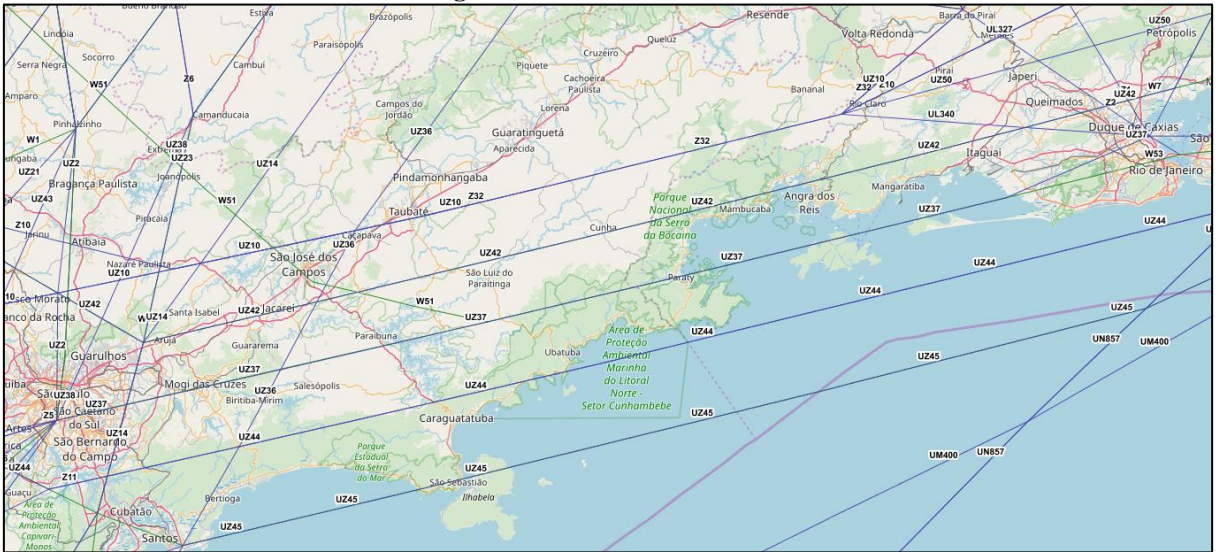 Bueno Brandão
Estiva
Brazópolis
Resende
Barra do Piraí
UZ50
Petrópolis
Lindóia
Socorro
Serra Negra
Cambuí
Paraisópolis
Queluz
Cruzeiro
Piquete
Volta Redonda
UL327
Mendes
Amparo
W51
Z6
Campos do
Jordão
Cachoeira
Paulista
Bananal
UZ10
Z32
Z10
UZ50
Piraí
Japeri
Queimados
UZ42
Z2
W7
Pinhalzinho
Camanducaia
Lorena
Rio Claro
W1
UZ38
UZ23
Extrema
UZ36
Guaratinguetá
Aparecida
Z32
UL340
UZ42
Duque de Caxias
UZ37
São
UZ2
UZ21
UZ14
Joanópolis
Itaguaí
W53
Rio de Janeiro
Bragança Paulista
UZ43
Pindamonhangaba
W51
UZ10
Z32
Taubaté
Parque
Nacional
da Serra
da Bocaina
UZ42
Mambucaba
Angra dos
Reis
Mangaratiba
UZ37
UZ44
Piracaia
Z10
Jarinu
Atibaia
UZ10
Caçapava
UZ36
Cunha
Nazaré Paulista
UZ10
São José dos
Campos
UZ42
São Luiz do
Paraitinga
UZ37
UZ44
Paraty
UZ44
UZ42
W51
UZ45
UZ14
Santa Isabel
UZ42
Jacareí
UZ37
Arujá
Paraibuna
UZ44
UN857
UM400
UZ2
Guarulhos
Guararema
Ubatuba
Área de
Proteção
Ambiental
Marinha
do Litoral
Norte -
Setor Cunhambebe
UZ45
UZ37
Mogi das Cruzes
UZ36
Salesópolis
UZ44
UZ38
UZ37
Biritiba-Mirim
São Caetano
do Sul
Z5
Caraguatatuba
UZ45
UZ14
São Bernardo
do Campo
UZ44
Parque
Estadual
da Serra
do Mar
UM400
UN857
UZ44
Z11
UZ45
São Sebastião
Ilhabela
Bertioga
UZ45
Área de
Proteção
Ambiental
Capivari-
Monos
Cubatão
UZ45
Santos